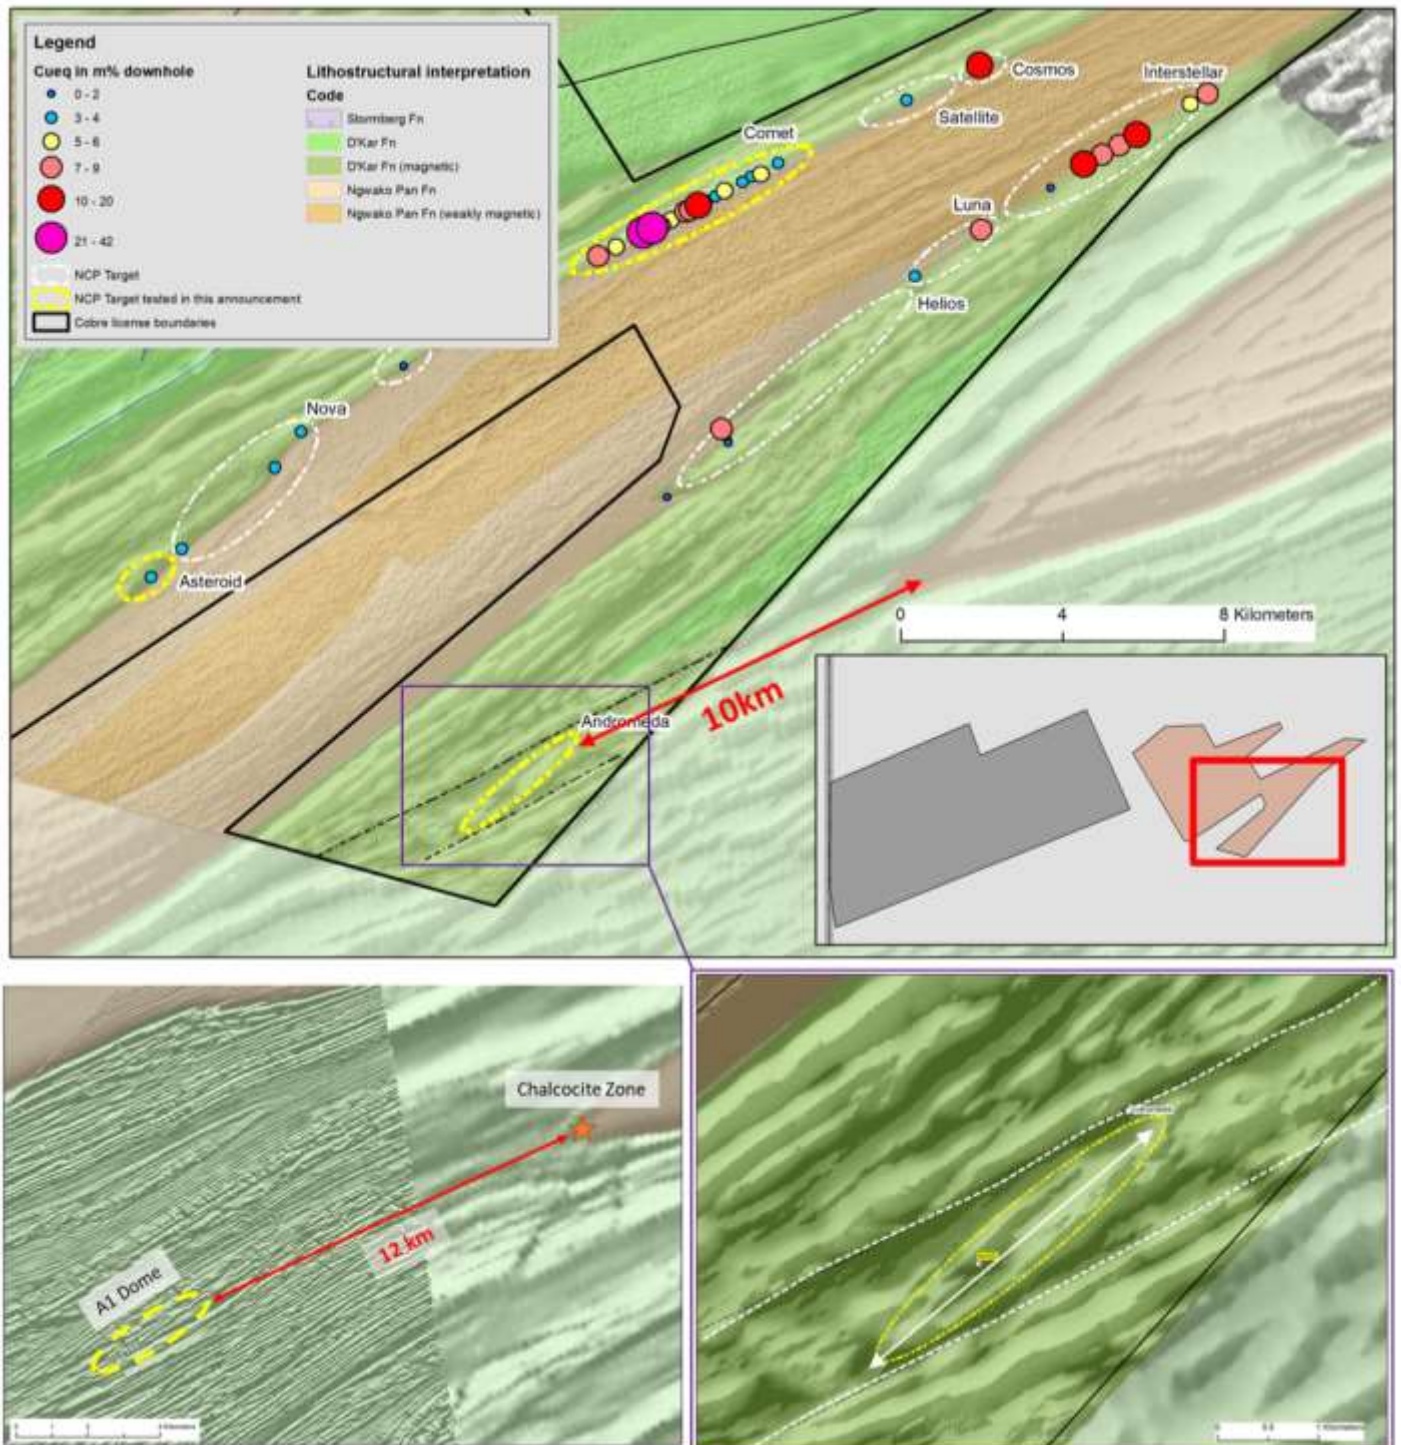 Legend
Cueq in m% downhole
0 - 2
3 - 4
5 - 6
7 - 9
10 - 20
21 - 42
NCP Target
NCP Target tested in this announcement
Cobre license boundaries
Lithostructural interpretation
Code
Stormberg Fn
D'Kar Fn
D'Kar Fn (magnetic)
Ngwako Pan Fn
Ngwako Pan Fn (weakly magnetic)
Cosmos
Interstellar
Satellite
Comet
Luna
Helios
Nova
Asteroid
0 4 8 Kilometers
10km
Andromeda
Chalcocite Zone
12 km
A1 Dome